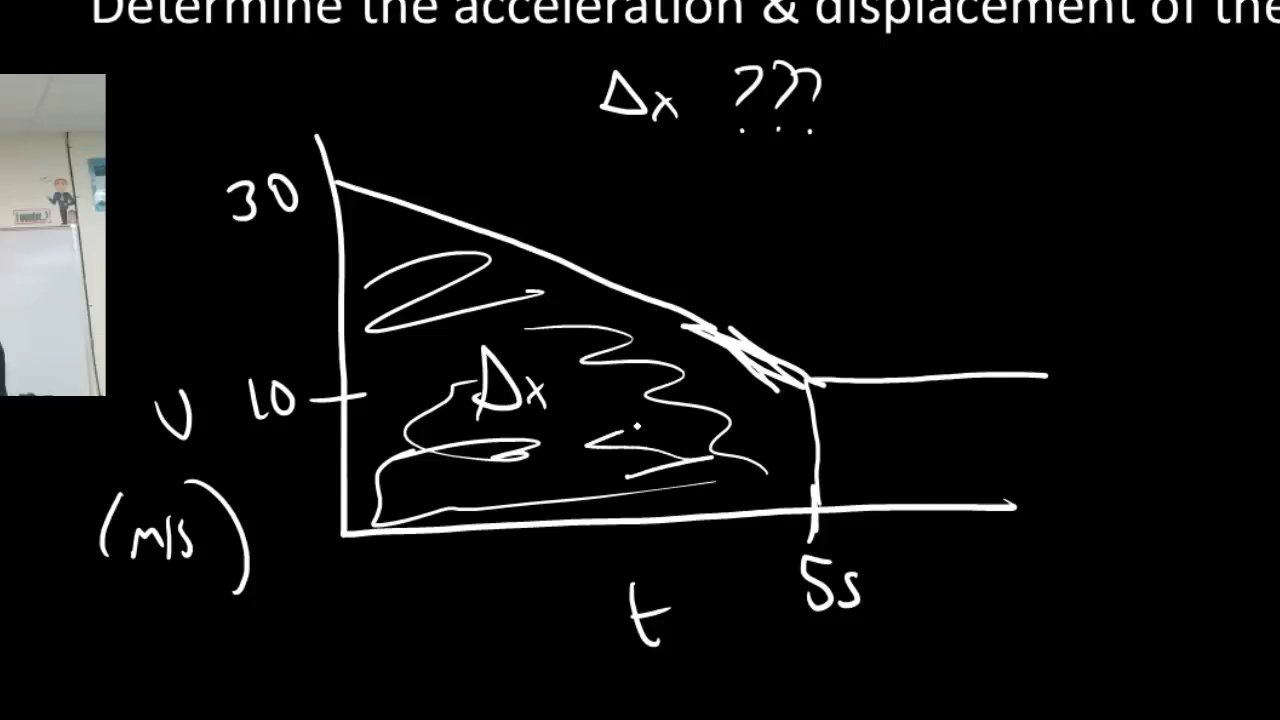 Determine the acceleration & displacement of the
Δx ???
30
Δx
10
v
(m/s)
5s
t